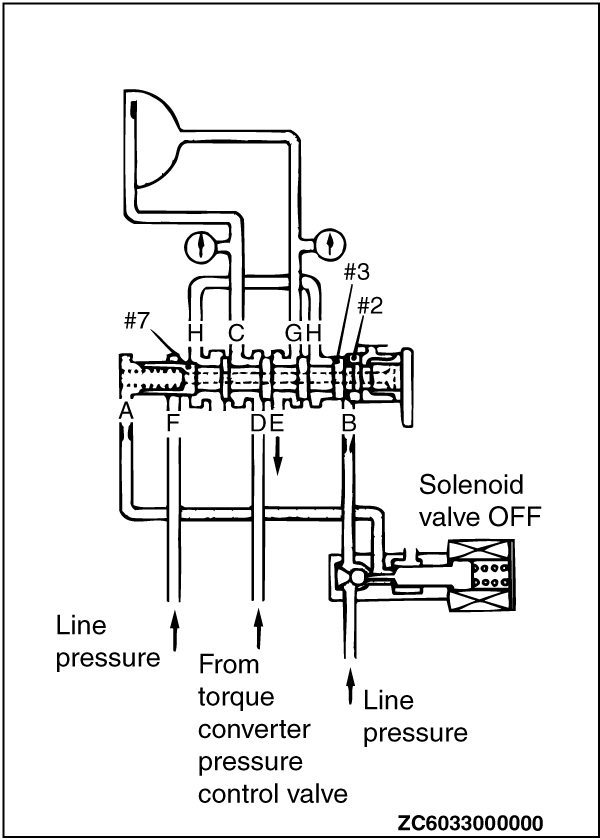 #3
#2
#7
H C G H
A F D E B
Solenoid
valve OFF
Line
pressure
From
torque
converter
pressure
control valve
Line
pressure
ZC6033000000